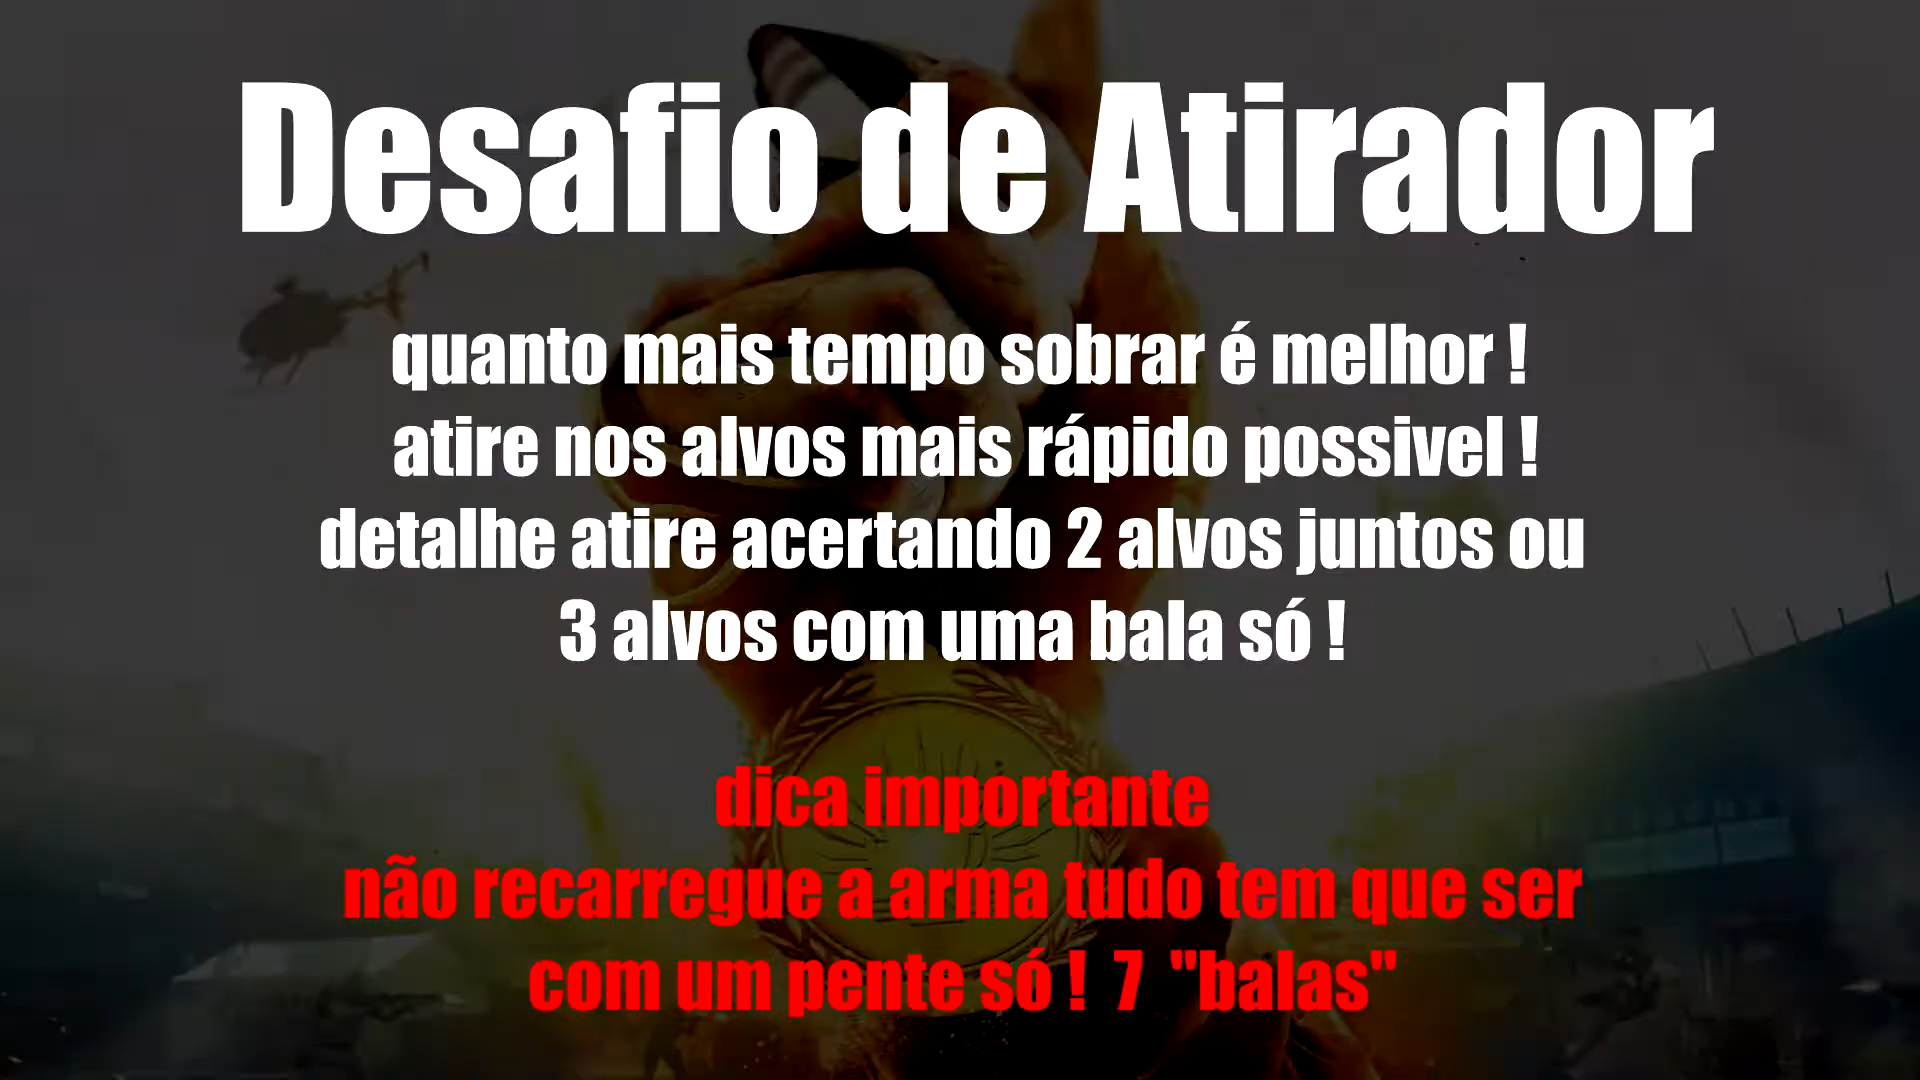 Desafio de Atirador
quanto mais tempo sobrar é melhor !
atire nos alvos mais rápido possivel !
detalhe atire acertando 2 alvos juntos ou
3 alvos com uma bala só !
dica importante
não recarregue a arma tudo tem que ser
com um pente só ! 7 "balas"